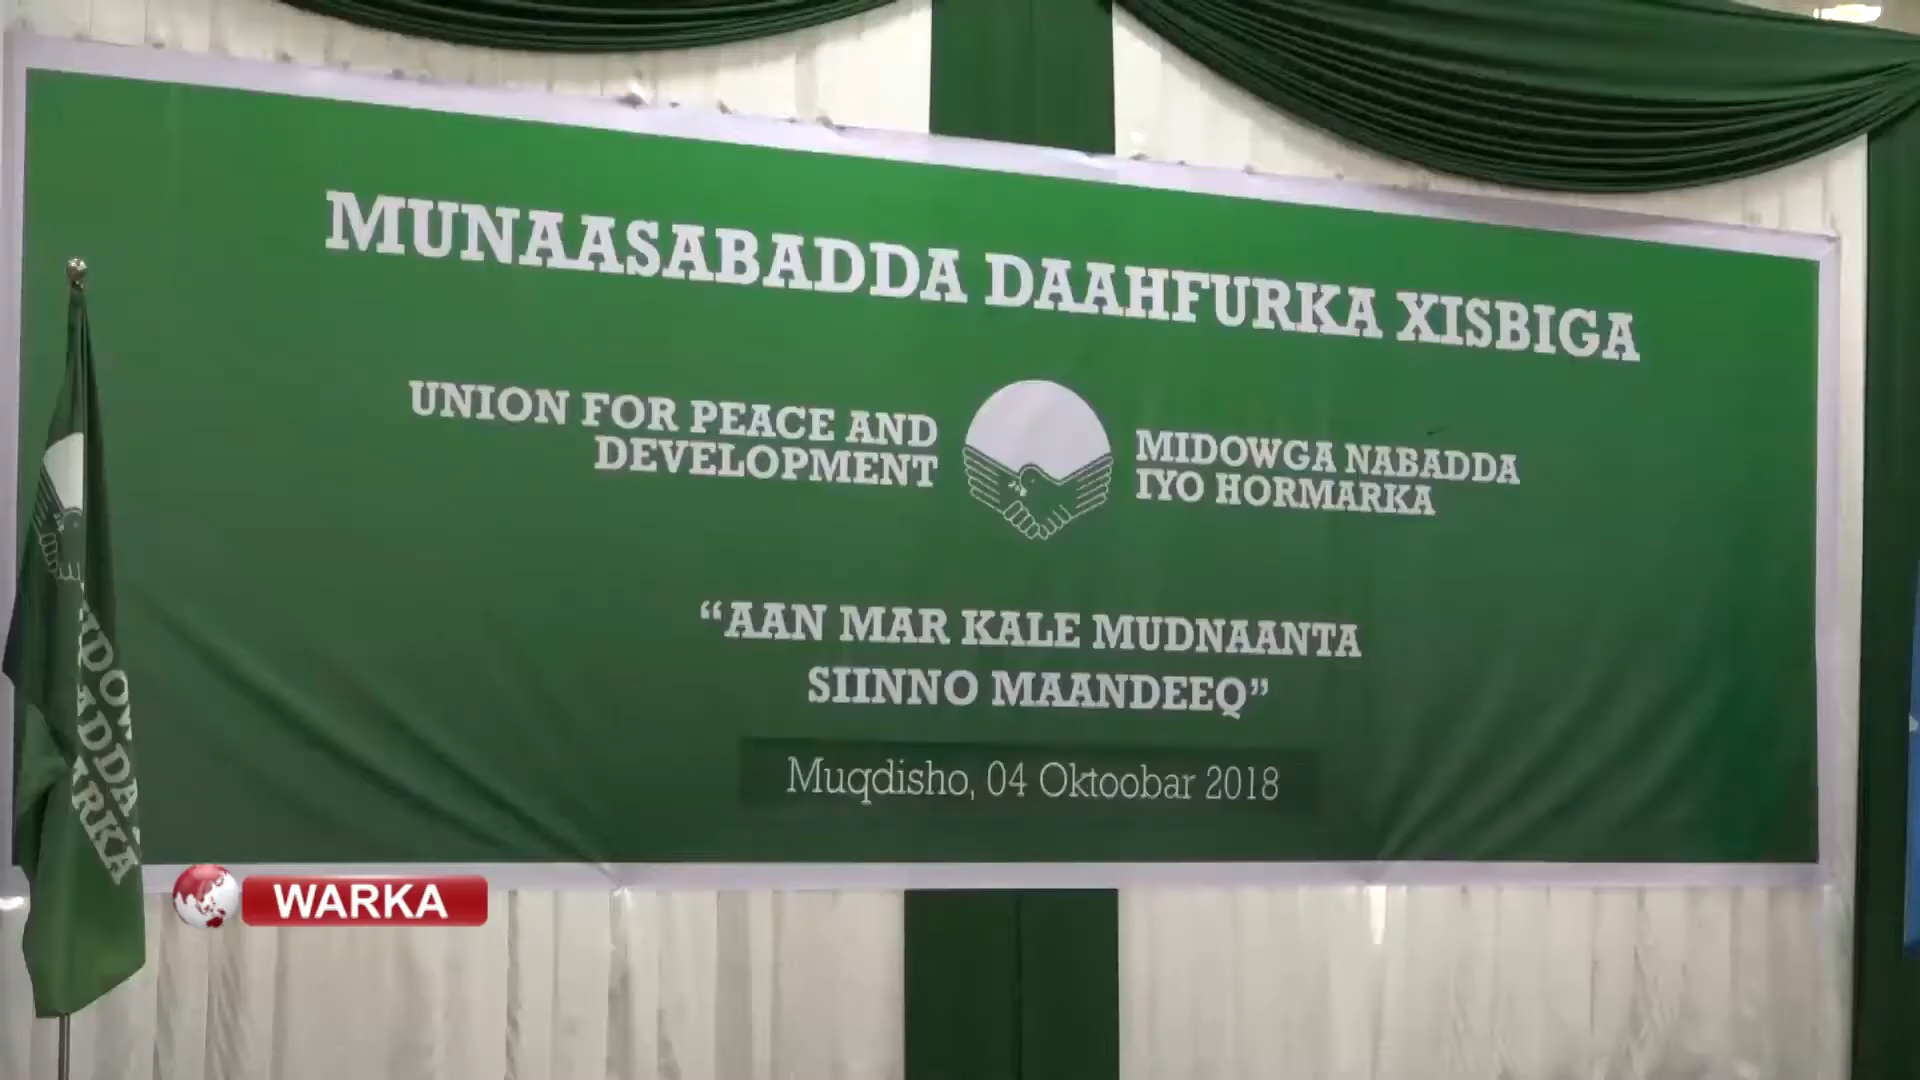 MUNAASABADDA DAAHFURKA XISBIGA
UNION FOR PEACE AND
DEVELOPMENT
MIDOWGA NABADDA
IYO HORMARKA
“AAN MAR KALE MUDNAANTA
SIINNO MAANDEEQ”
Muqdisho, 04 Oktoobar 2018
WARKA